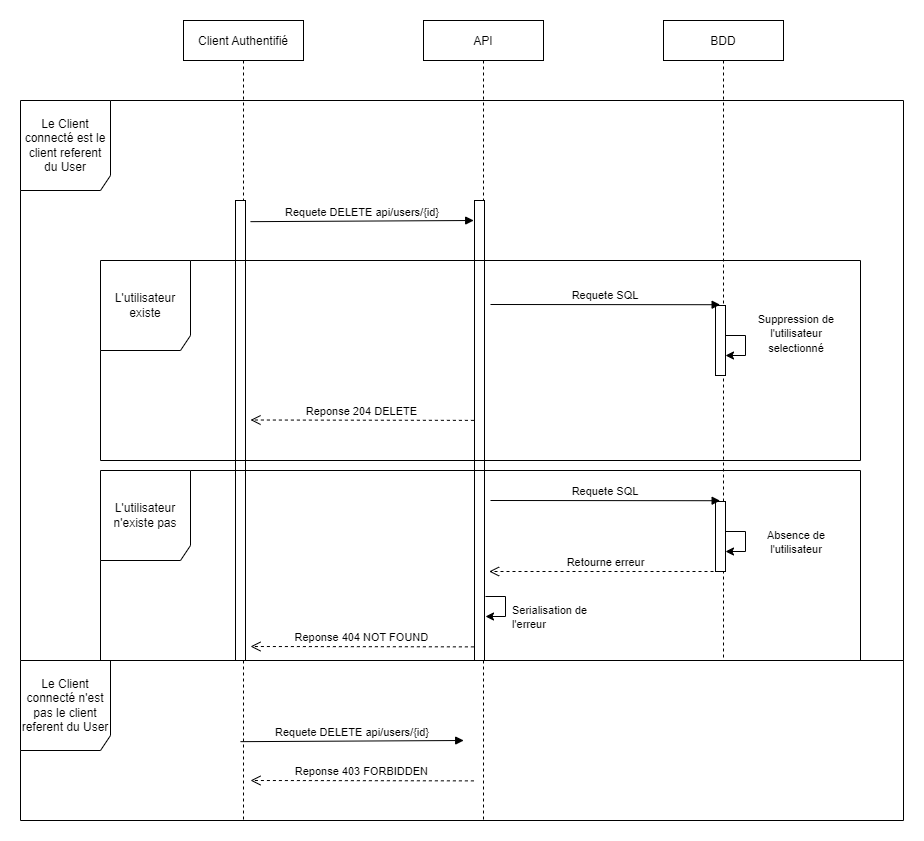 Client Authentifié
API
BDD
Le Client
connecté est le
client referent
du User
Requete DELETE api/users/{id}
L'utilisateur
existe
Requete SQL
Suppression de
l'utilisateur
selectionné
Reponse 204 DELETE
L'utilisateur
n'existe pas
Requete SQL
Absence de
l'utilisateur
Retourne erreur
Serialisation de
l'erreur
Reponse 404 NOT FOUND
Le Client
connecté n'est
pas le client
referent du User
Requete DELETE api/users/{id}
Reponse 403 FORBIDDEN